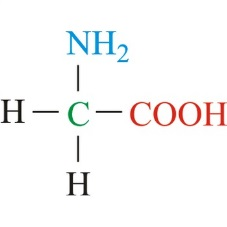 NH₂
H — C — COOH
H